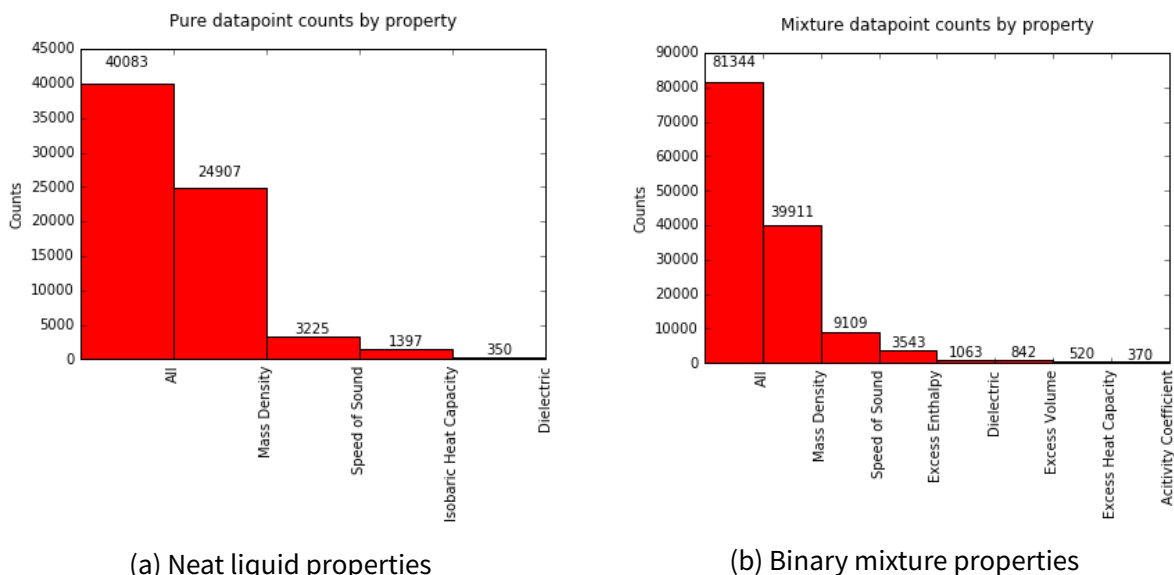 Pure datapoint counts by property
45000
40000
35000
30000
25000
20000
15000
10000
5000
0
Counts
40083
24907
3225
1397
350
All
Mass Density
Speed of Sound
Isobaric Heat Capacity
Dielectric
(a) Neat liquid properties
Mixture datapoint counts by property
90000
80000
70000
60000
50000
40000
30000
20000
10000
0
Counts
81344
39911
9109
3543
1063
842
520
370
All
Mass Density
Speed of Sound
Excess Enthalpy
Dielectric
Excess Volume
Excess Heat Capacity
Acitivity Coefficient
(b) Binary mixture properties